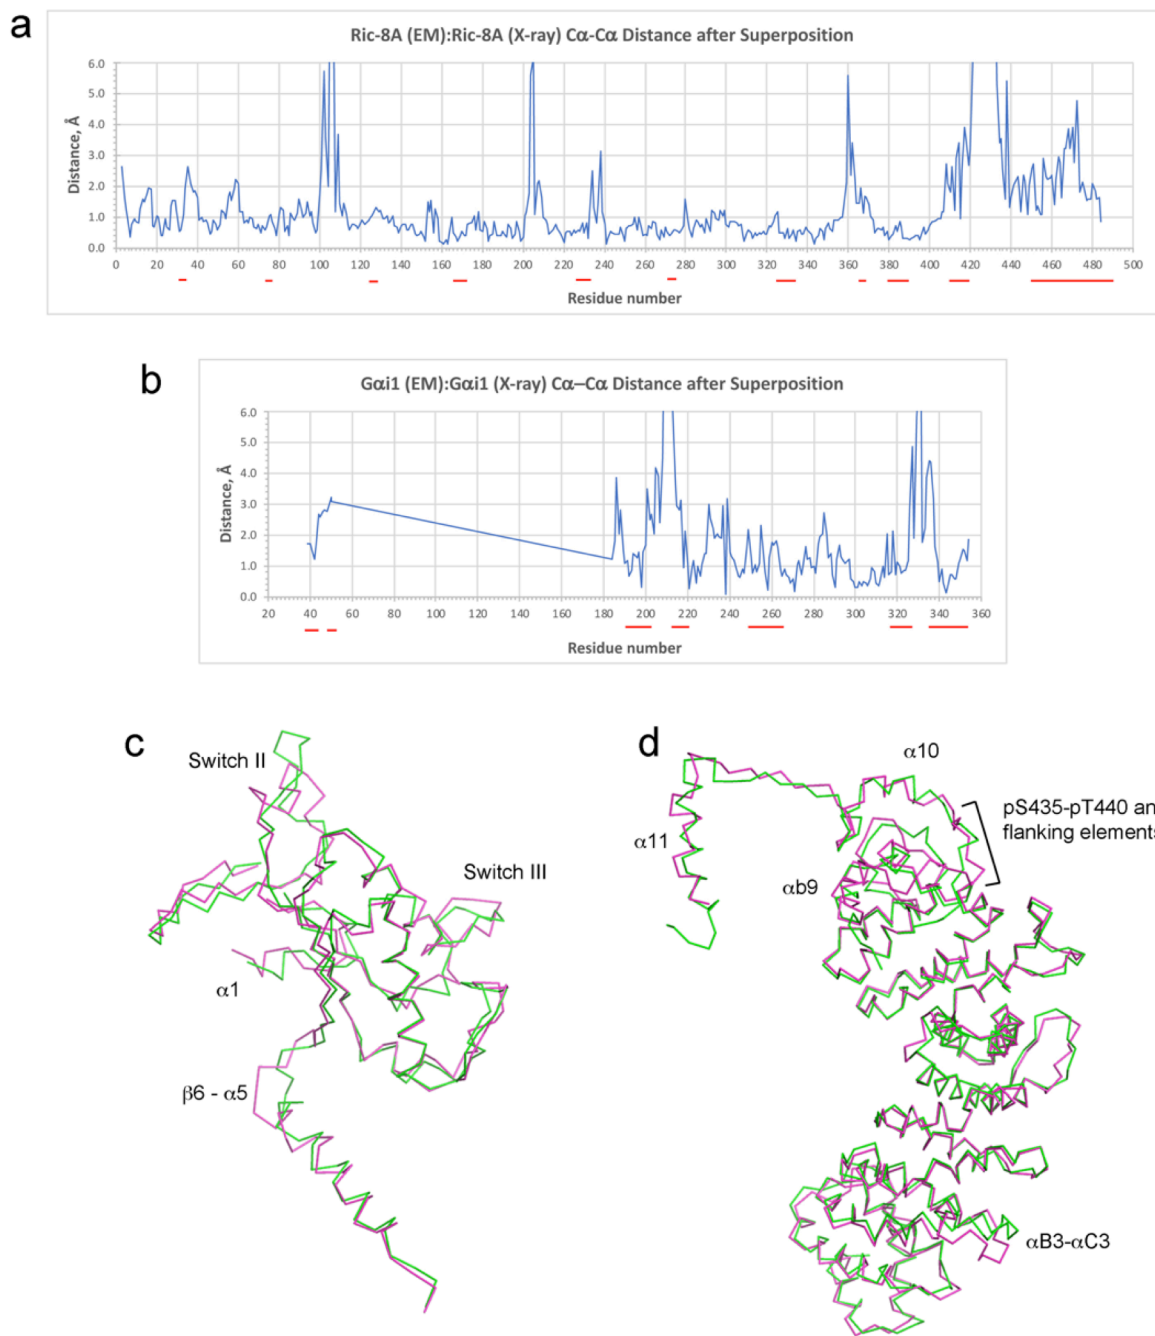 a
Ric-8A (EM):Ric-8A (X-ray) Cα-Cα Distance after Superposition
6.0
5.0
4.0
3.0
2.0
1.0
0.0
Distance, Å
0 20 40 60 80 100 120 140 160 180 200 220 240 260 280 300 320 340 360 380 400 420 440 460 480 500
Residue number
b
Gαi1 (EM):Gαi1 (X-ray) Cα–Cα Distance after Superposition
6.0
5.0
4.0
3.0
2.0
1.0
0.0
Distance, Å
20 40 60 80 100 120 140 160 180 200 220 240 260 280 300 320 340 360
Residue number
c
Switch II
Switch III
α1
β6 - α5
d
α10
pS435-pT440 an
flanking elements
α11
αb9
αB3-αC3